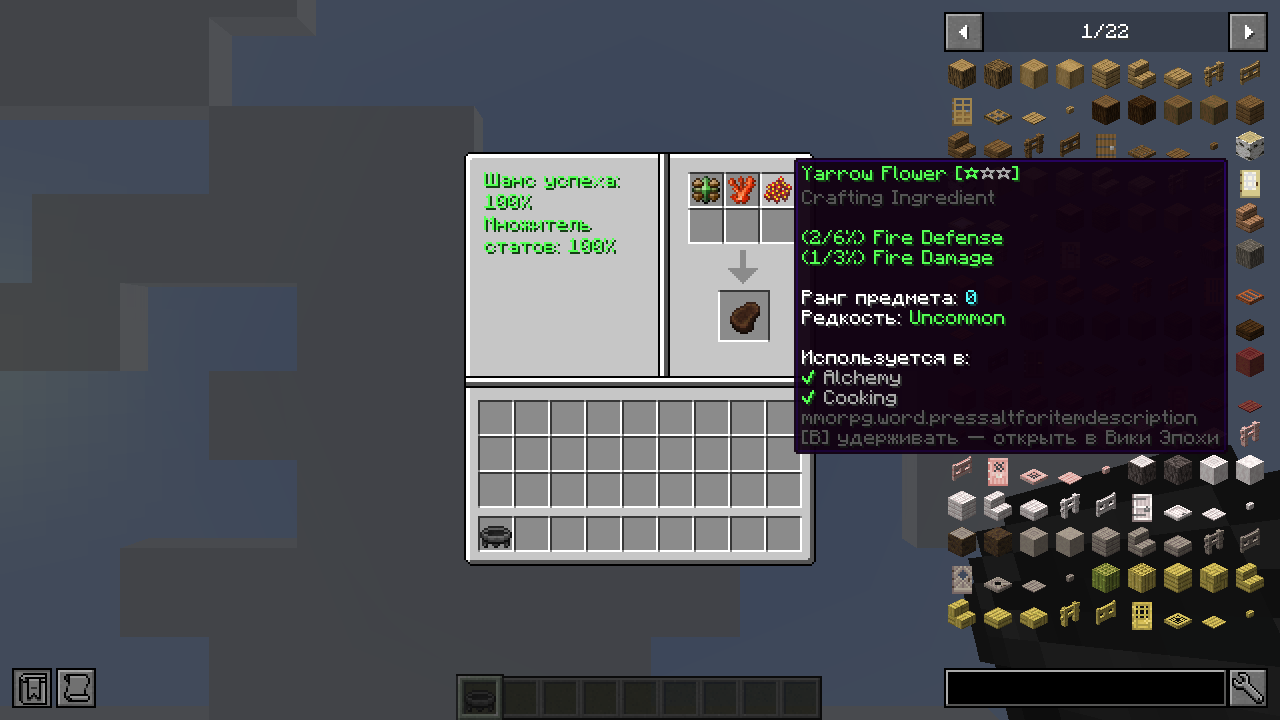 1/22
Шанс успеха:
100%
Множитель
статов: 100%
Yarrow Flower [★☆☆☆]
Crafting Ingredient
(2/6%) Fire Defense
(1/3%) Fire Damage
Ранг предмета: 0
Редкость: Uncommon
Используется в:
✓ Alchemy
✓ Cooking
mmorpg.word.pressaltforitemdescription
[B] удерживать — открыть в Вики Эпохи